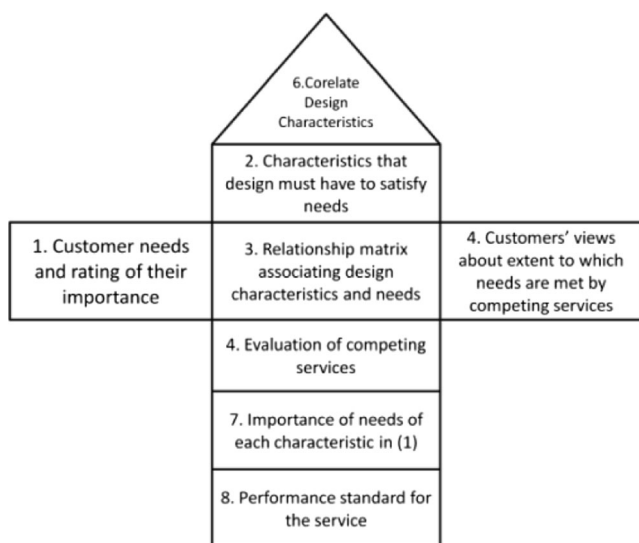 6.Corelate
Design
Characteristics
2. Characteristics that
design must have to satisfy
needs
1. Customer needs
and rating of their
importance
3. Relationship matrix
associating design
characteristics and needs
4. Customers’ views
about extent to which
needs are met by
competing services
4. Evaluation of competing
services
7. Importance of needs of
each characteristic in (1)
8. Performance standard for
the service